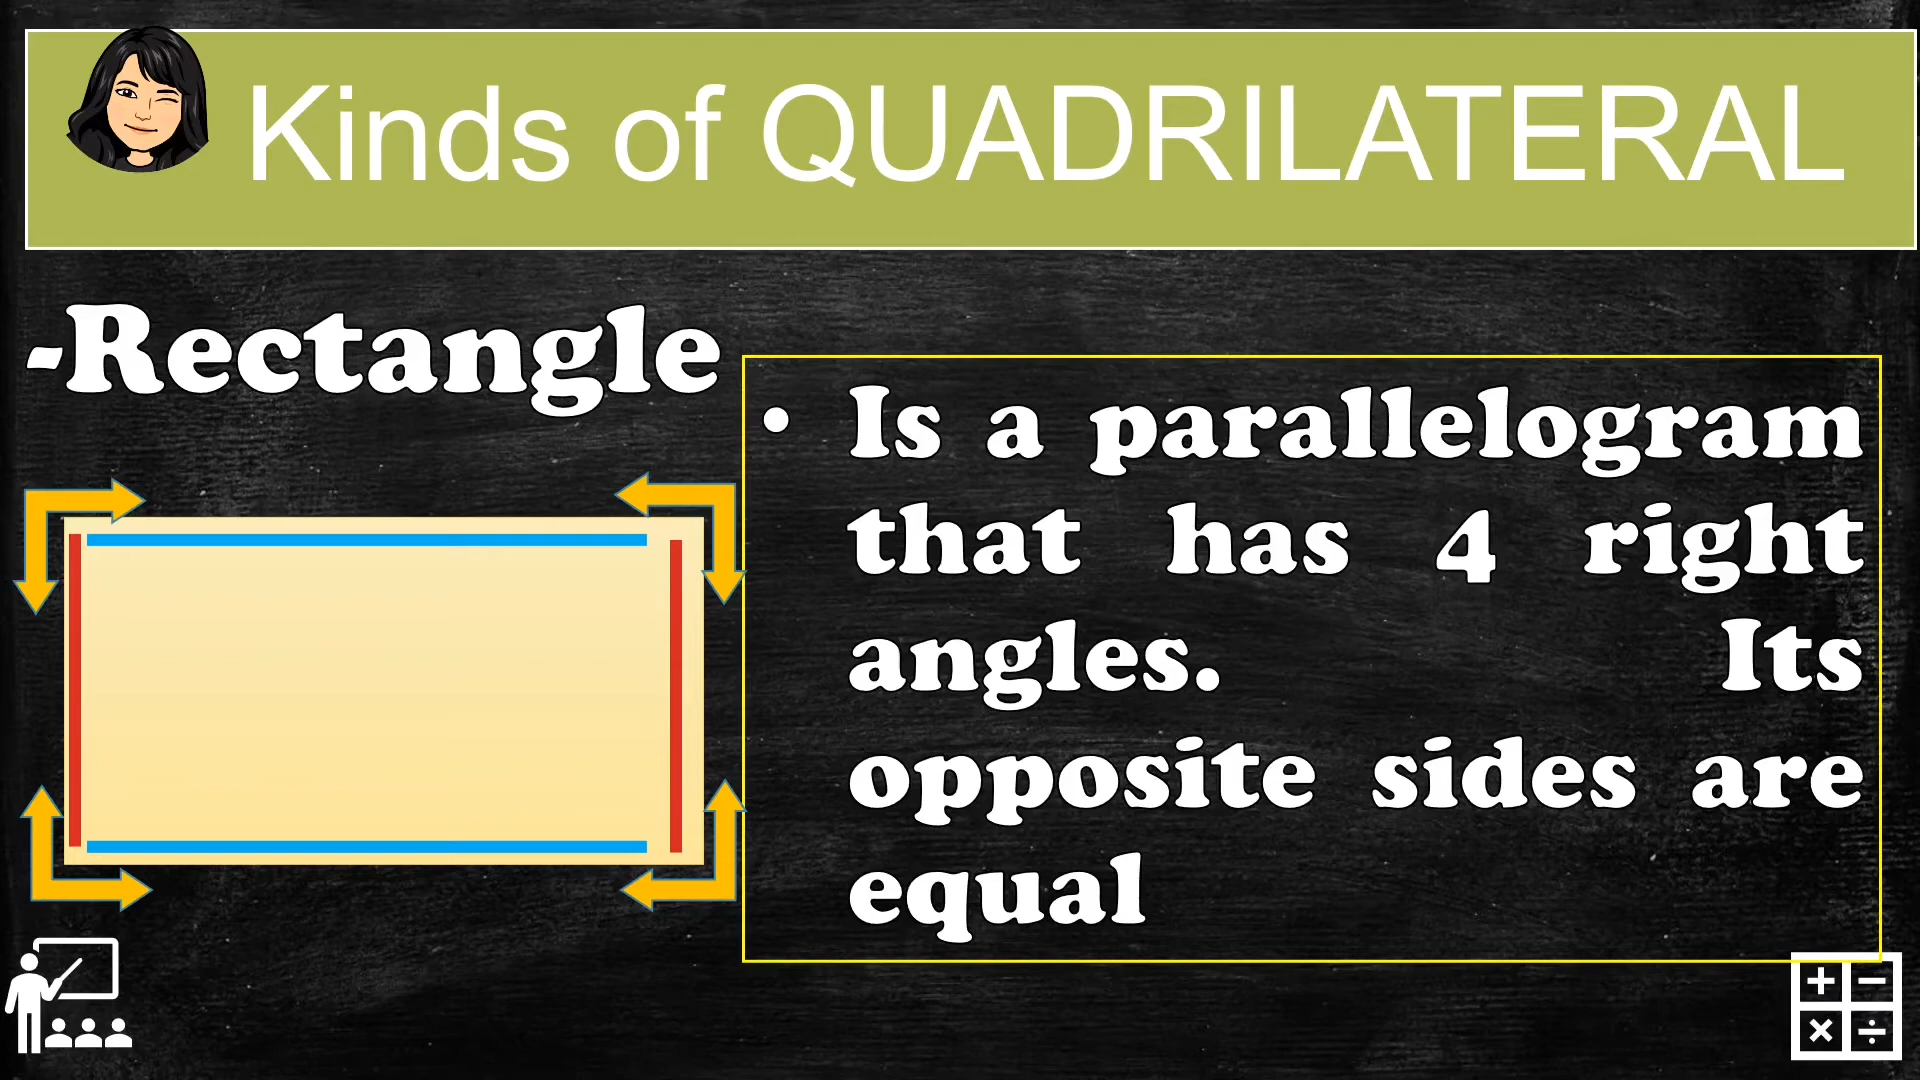 Kinds of QUADRILATERAL
-Rectangle
• Is a parallelogram
that has 4 right
angles. Its
opposite sides are
equal
+ −
× ÷